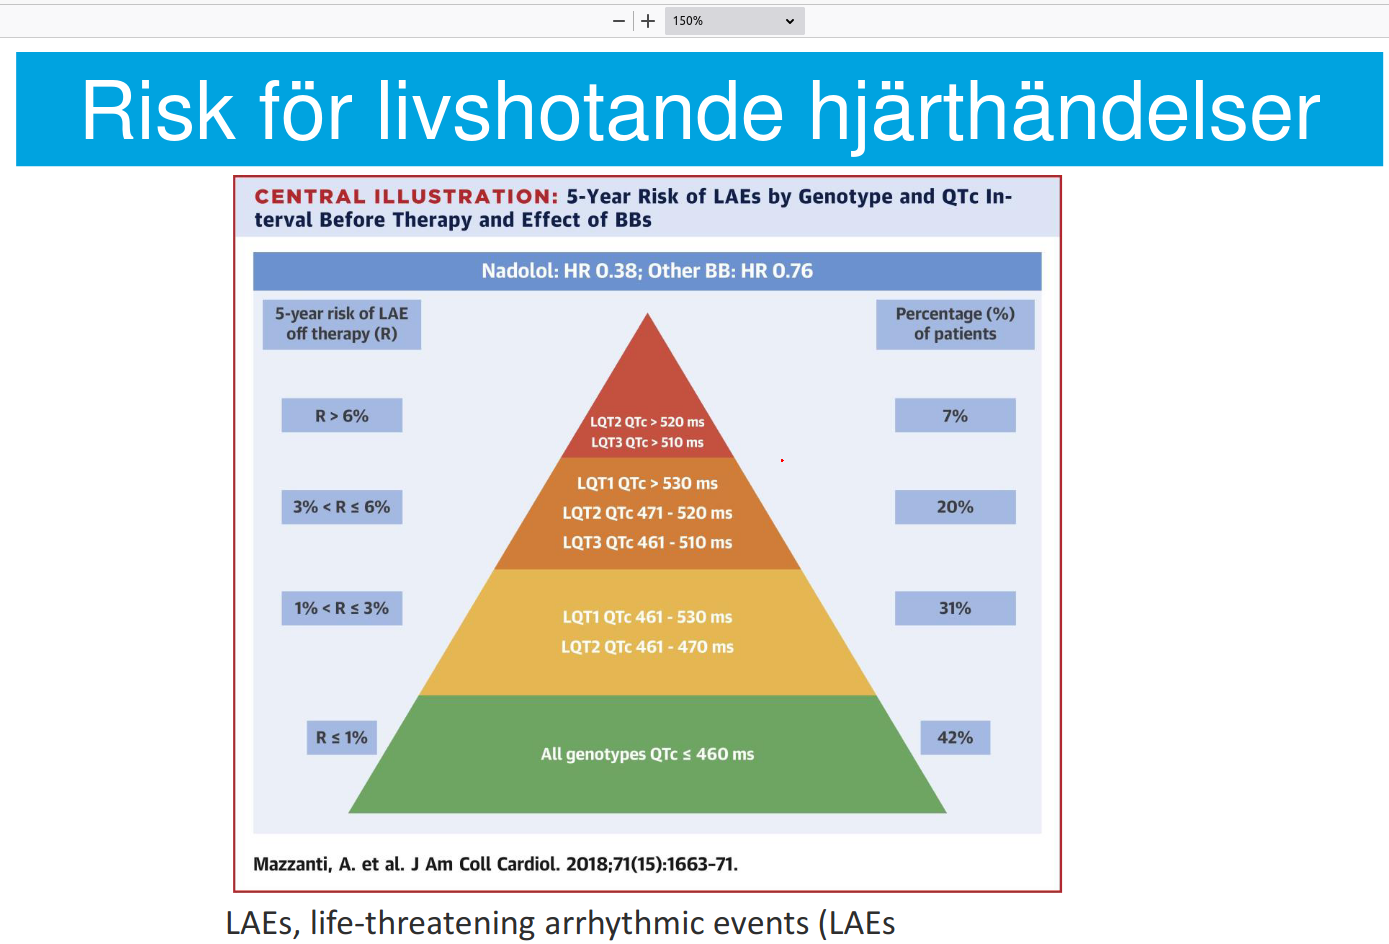 150%
Risk för livshotande hjärthändelser
CENTRAL ILLUSTRATION: 5-Year Risk of LAEs by Genotype and QTc In-
terval Before Therapy and Effect of BBs
Nadolol: HR 0.38; Other BB: HR 0.76
5-year risk of LAE
off therapy (R)
Percentage (%)
of patients
R > 6%
LQT2 QTc > 520 ms
LQT3 QTc > 510 ms
7%
3% < R ≤ 6%
LQT1 QTc > 530 ms
LQT2 QTc 471 - 520 ms
LQT3 QTc 461 - 510 ms
20%
1% < R ≤ 3%
LQT1 QTc 461 - 530 ms
LQT2 QTc 461 - 470 ms
31%
R ≤ 1%
All genotypes QTc ≤ 460 ms
42%
Mazzanti, A. et al. J Am Coll Cardiol. 2018;71(15):1663–71.
LAEs, life-threatening arrhythmic events (LAEs